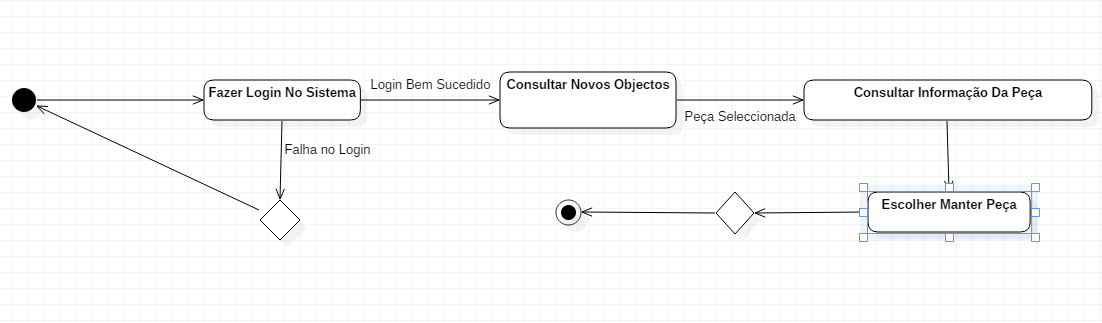 Fazer Login No Sistema
Login Bem Sucedido
Consultar Novos Objectos
Peça Seleccionada
Consultar Informação Da Peça
Falha no Login
Escolher Manter Peça